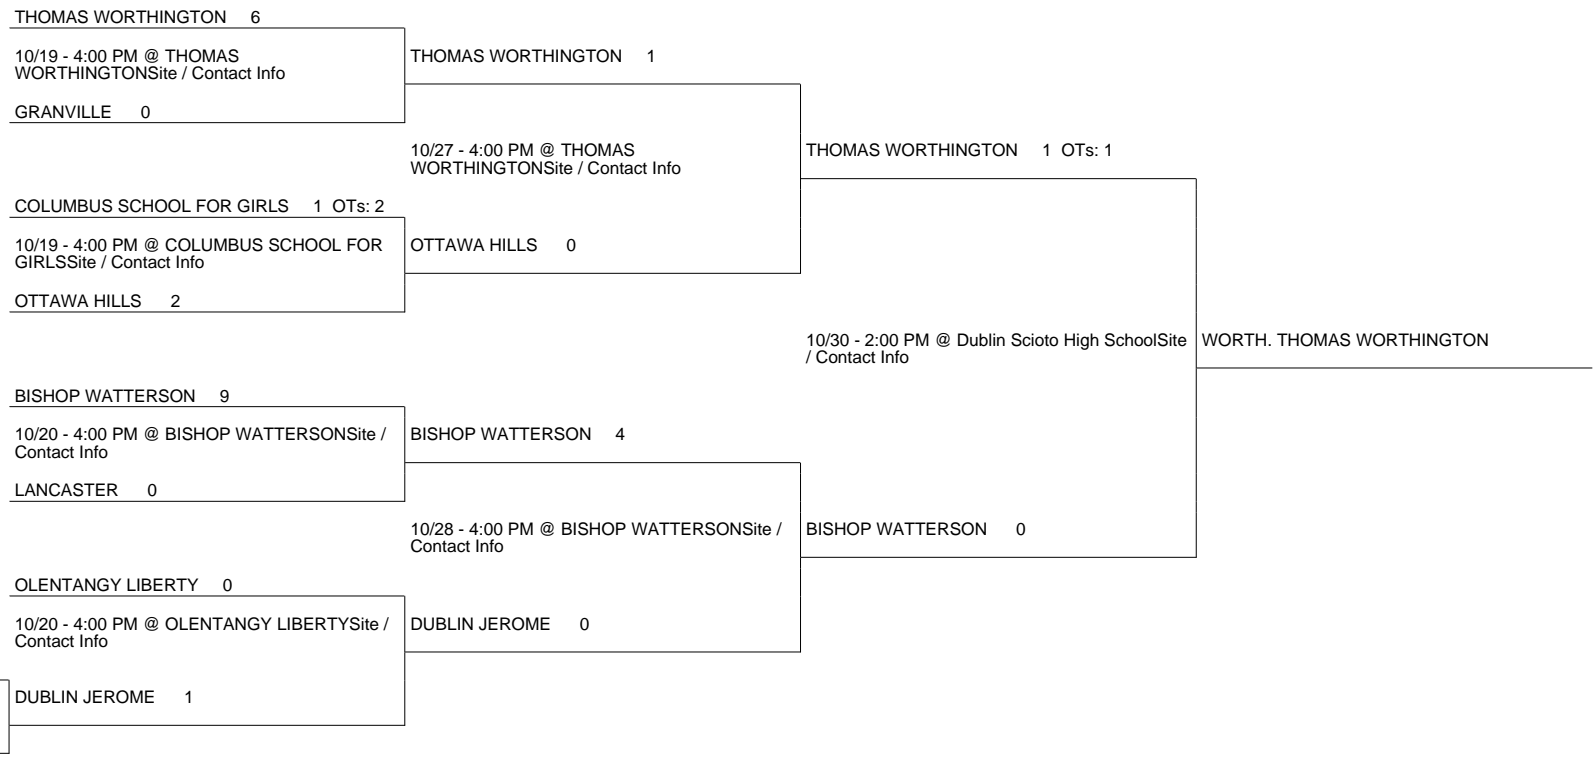 THOMAS WORTHINGTON 6
10/19 - 4:00 PM @ THOMAS
WORTHINGTONSite / Contact Info
GRANVILLE 0
COLUMBUS SCHOOL FOR GIRLS 1 OTs: 2
10/19 - 4:00 PM @ COLUMBUS SCHOOL FOR
GIRLSSite / Contact Info
OTTAWA HILLS 2
BISHOP WATTERSON 9
10/20 - 4:00 PM @ BISHOP WATTERSONSite /
Contact Info
LANCASTER 0
OLENTANGY LIBERTY 0
10/20 - 4:00 PM @ OLENTANGY LIBERTYSite /
Contact Info
DUBLIN JEROME 1
THOMAS WORTHINGTON 1
10/27 - 4:00 PM @ THOMAS
WORTHINGTONSite / Contact Info
OTTAWA HILLS 0
BISHOP WATTERSON 4
10/28 - 4:00 PM @ BISHOP WATTERSONSite /
Contact Info
DUBLIN JEROME 0
THOMAS WORTHINGTON 1 OTs: 1
10/30 - 2:00 PM @ Dublin Scioto High SchoolSite
/ Contact Info
BISHOP WATTERSON 0
WORTH. THOMAS WORTHINGTON